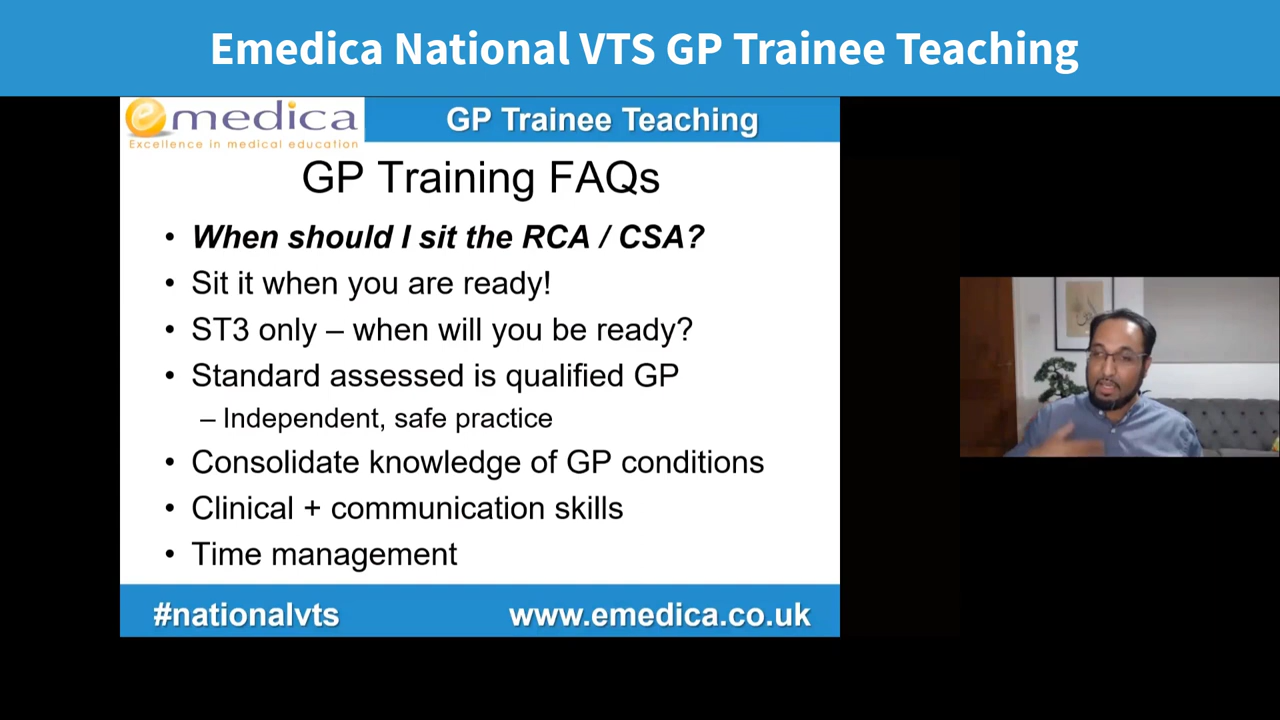 Emedica National VTS GP Trainee Teaching
emedica
Excellence in medical education
GP Trainee Teaching
GP Training FAQs
• When should I sit the RCA / CSA?
• Sit it when you are ready!
• ST3 only – when will you be ready?
• Standard assessed is qualified GP
– Independent, safe practice
• Consolidate knowledge of GP conditions
• Clinical + communication skills
• Time management
#nationalvts
www.emedica.co.uk